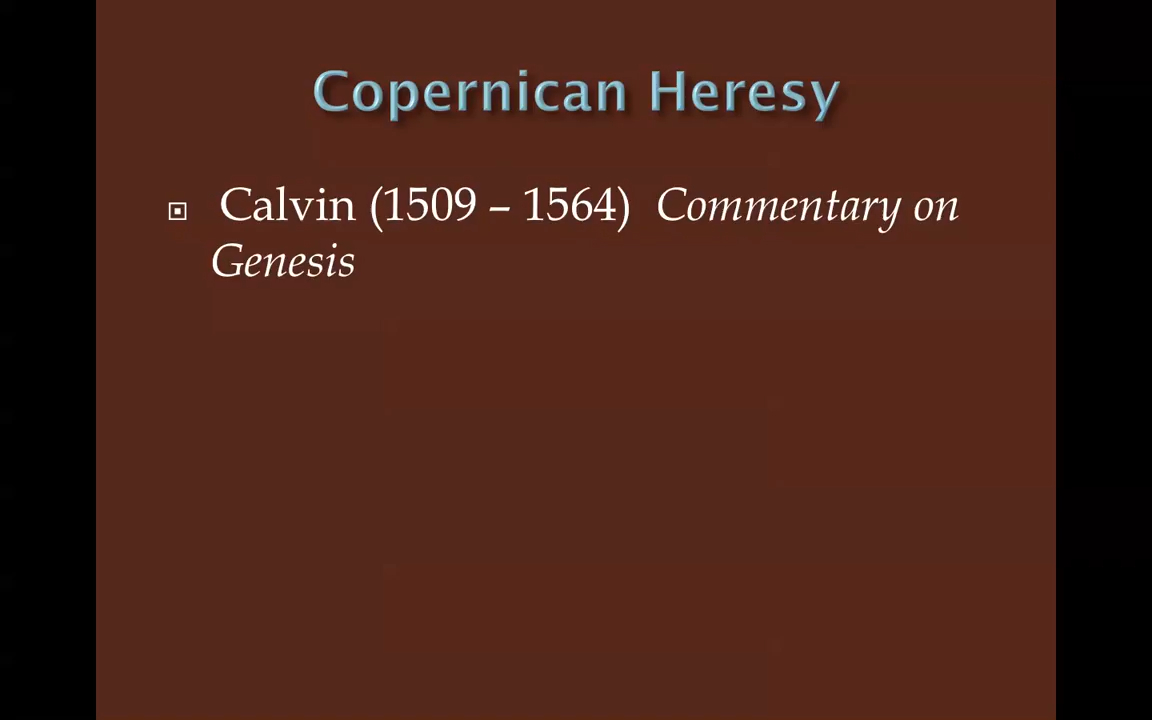 Copernican Heresy
Calvin (1509 – 1564) Commentary on
Genesis